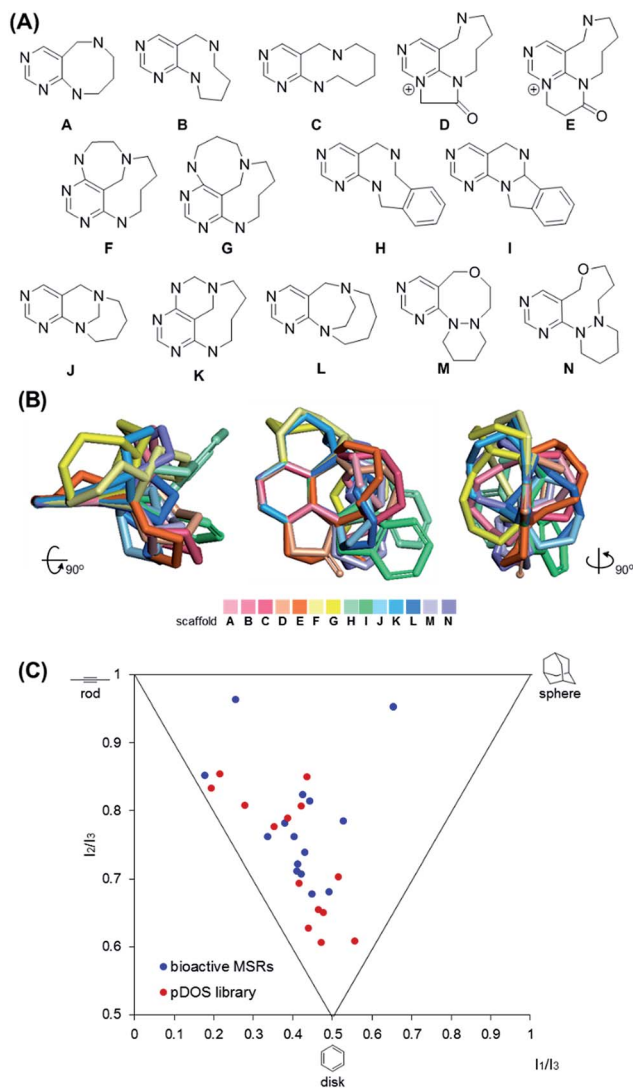 (A)
N N N N N
N N N N N N
N N N N N N
N N N
⊕ ⊕
O O
A B C D E
N N N N N N N N
N N N N
N N N N N N
F G H I
N N N O O
N N N N N N N
N N N N N N N N N N
J K L M N
(B)
90º 90º
scaffold A B C D E F G H I J K L M N
(C)
1
rod sphere
0.9
0.8
I2/I3
0.7
0.6
bioactive MSRs
pDOS library
0.5
0 0.1 0.2 0.3 0.4 0.5 0.6 0.7 0.8 0.9 1
I1/I3
disk